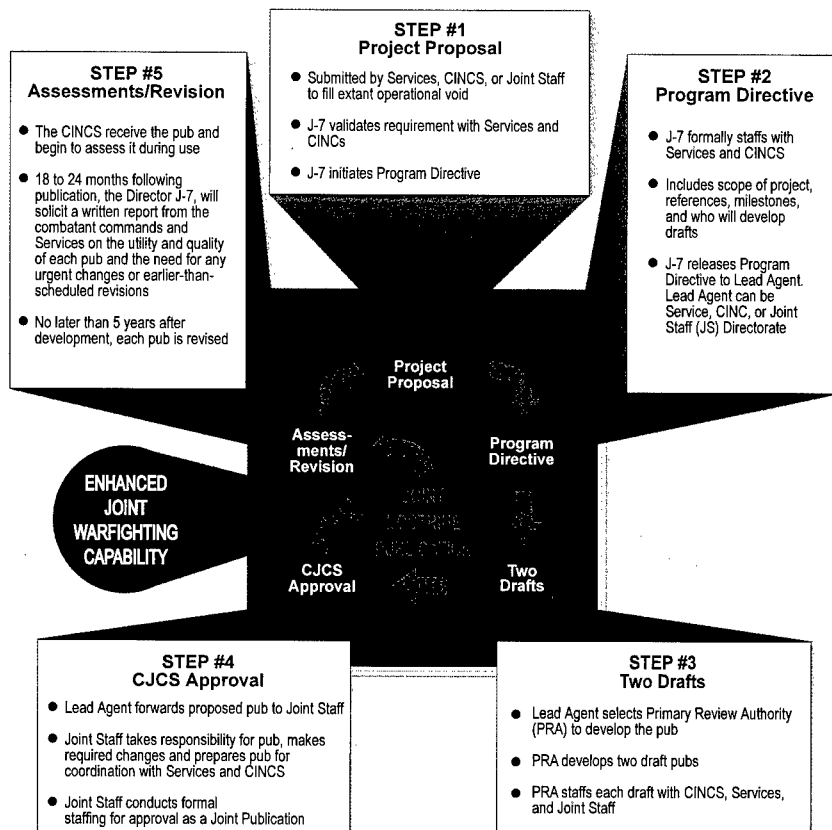 STEP #1
Project Proposal
● Submitted by Services, CINCS, or Joint Staff
to fill extant operational void
● J-7 validates requirement with Services and
CINCs
● J-7 initiates Program Directive
STEP #2
Program Directive
● J-7 formally staffs with
Services and CINCS
● Includes scope of project,
references, milestones,
and who will develop
drafts
● J-7 releases Program
Directive to Lead Agent.
Lead Agent can be
Service, CINC, or Joint
Staff (JS) Directorate
STEP #3
Two Drafts
● Lead Agent selects Primary Review Authority
(PRA) to develop the pub
● PRA develops two draft pubs
● PRA staffs each draft with CINCS, Services,
and Joint Staff
STEP #4
CJCS Approval
● Lead Agent forwards proposed pub to Joint Staff
● Joint Staff takes responsibility for pub, makes
required changes and prepares pub for
coordination with Services and CINCS
● Joint Staff conducts formal
staffing for approval as a Joint Publication
STEP #5
Assessments/Revision
● The CINCS receive the pub and
begin to assess it during use
● 18 to 24 months following
publication, the Director J-7, will
solicit a written report from the
combatant commands and
Services on the utility and quality
of each pub and the need for any
urgent changes or earlier-than-
scheduled revisions
● No later than 5 years after
development, each pub is revised
Project
Proposal
Program
Directive
Two
Drafts
CJCS
Approval
Assess-
ments/
Revision
JOINT
DOCTRINE
PUBLICATION
ENHANCED
JOINT
WARFIGHTING
CAPABILITY